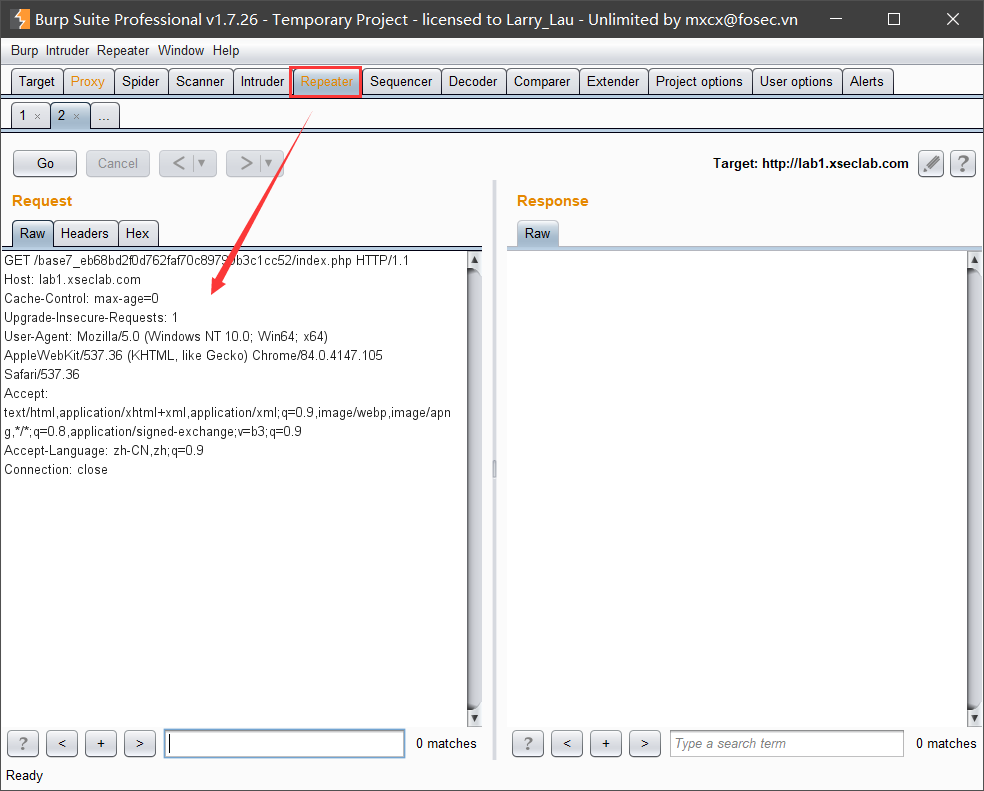 Burp Suite Professional v1.7.26 - Temporary Project - licensed to Larry_Lau - Unlimited by mxcx@fosec.vn
Burp Intruder Repeater Window Help
Target Proxy Spider Scanner Intruder Repeater Sequencer Decoder Comparer Extender Project options User options Alerts
1 × 2 × ...
Go Cancel < ▼ > ▼ Target: http://lab1.xseclab.com ?
Request
Raw Headers Hex
GET HTTP/1.1
Host: lab1.xseclab.com
Cache-Control: max-age=0
Upgrade-Insecure-Requests: 1
User-Agent: Mozilla/5.0 (Windows NT 10.0; Win64; x64)
AppleWebKit/537.36 (KHTML, like Gecko) Chrome/84.0.4147.105
Safari/537.36
Accept:
text/html,application/xhtml+xml,application/xml;q=0.9,image/webp,image/apn
g,*/*;q=0.8,application/signed-exchange;v=b3;q=0.9
Accept-Language: zh-CN,zh;q=0.9
Connection: close
? < + > 0 matches
Response
Raw
? < + > Type a search term 0 matches
Ready